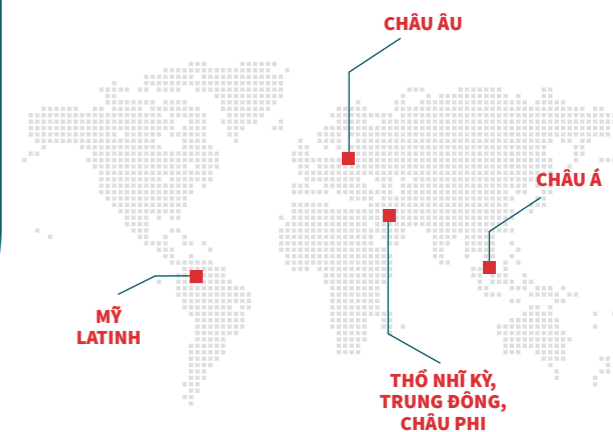 CHÂU ÂU
CHÂU Á
MỸ
LATINH
THỔ NHĨ KỲ,
TRUNG ĐÔNG,
CHÂU PHI